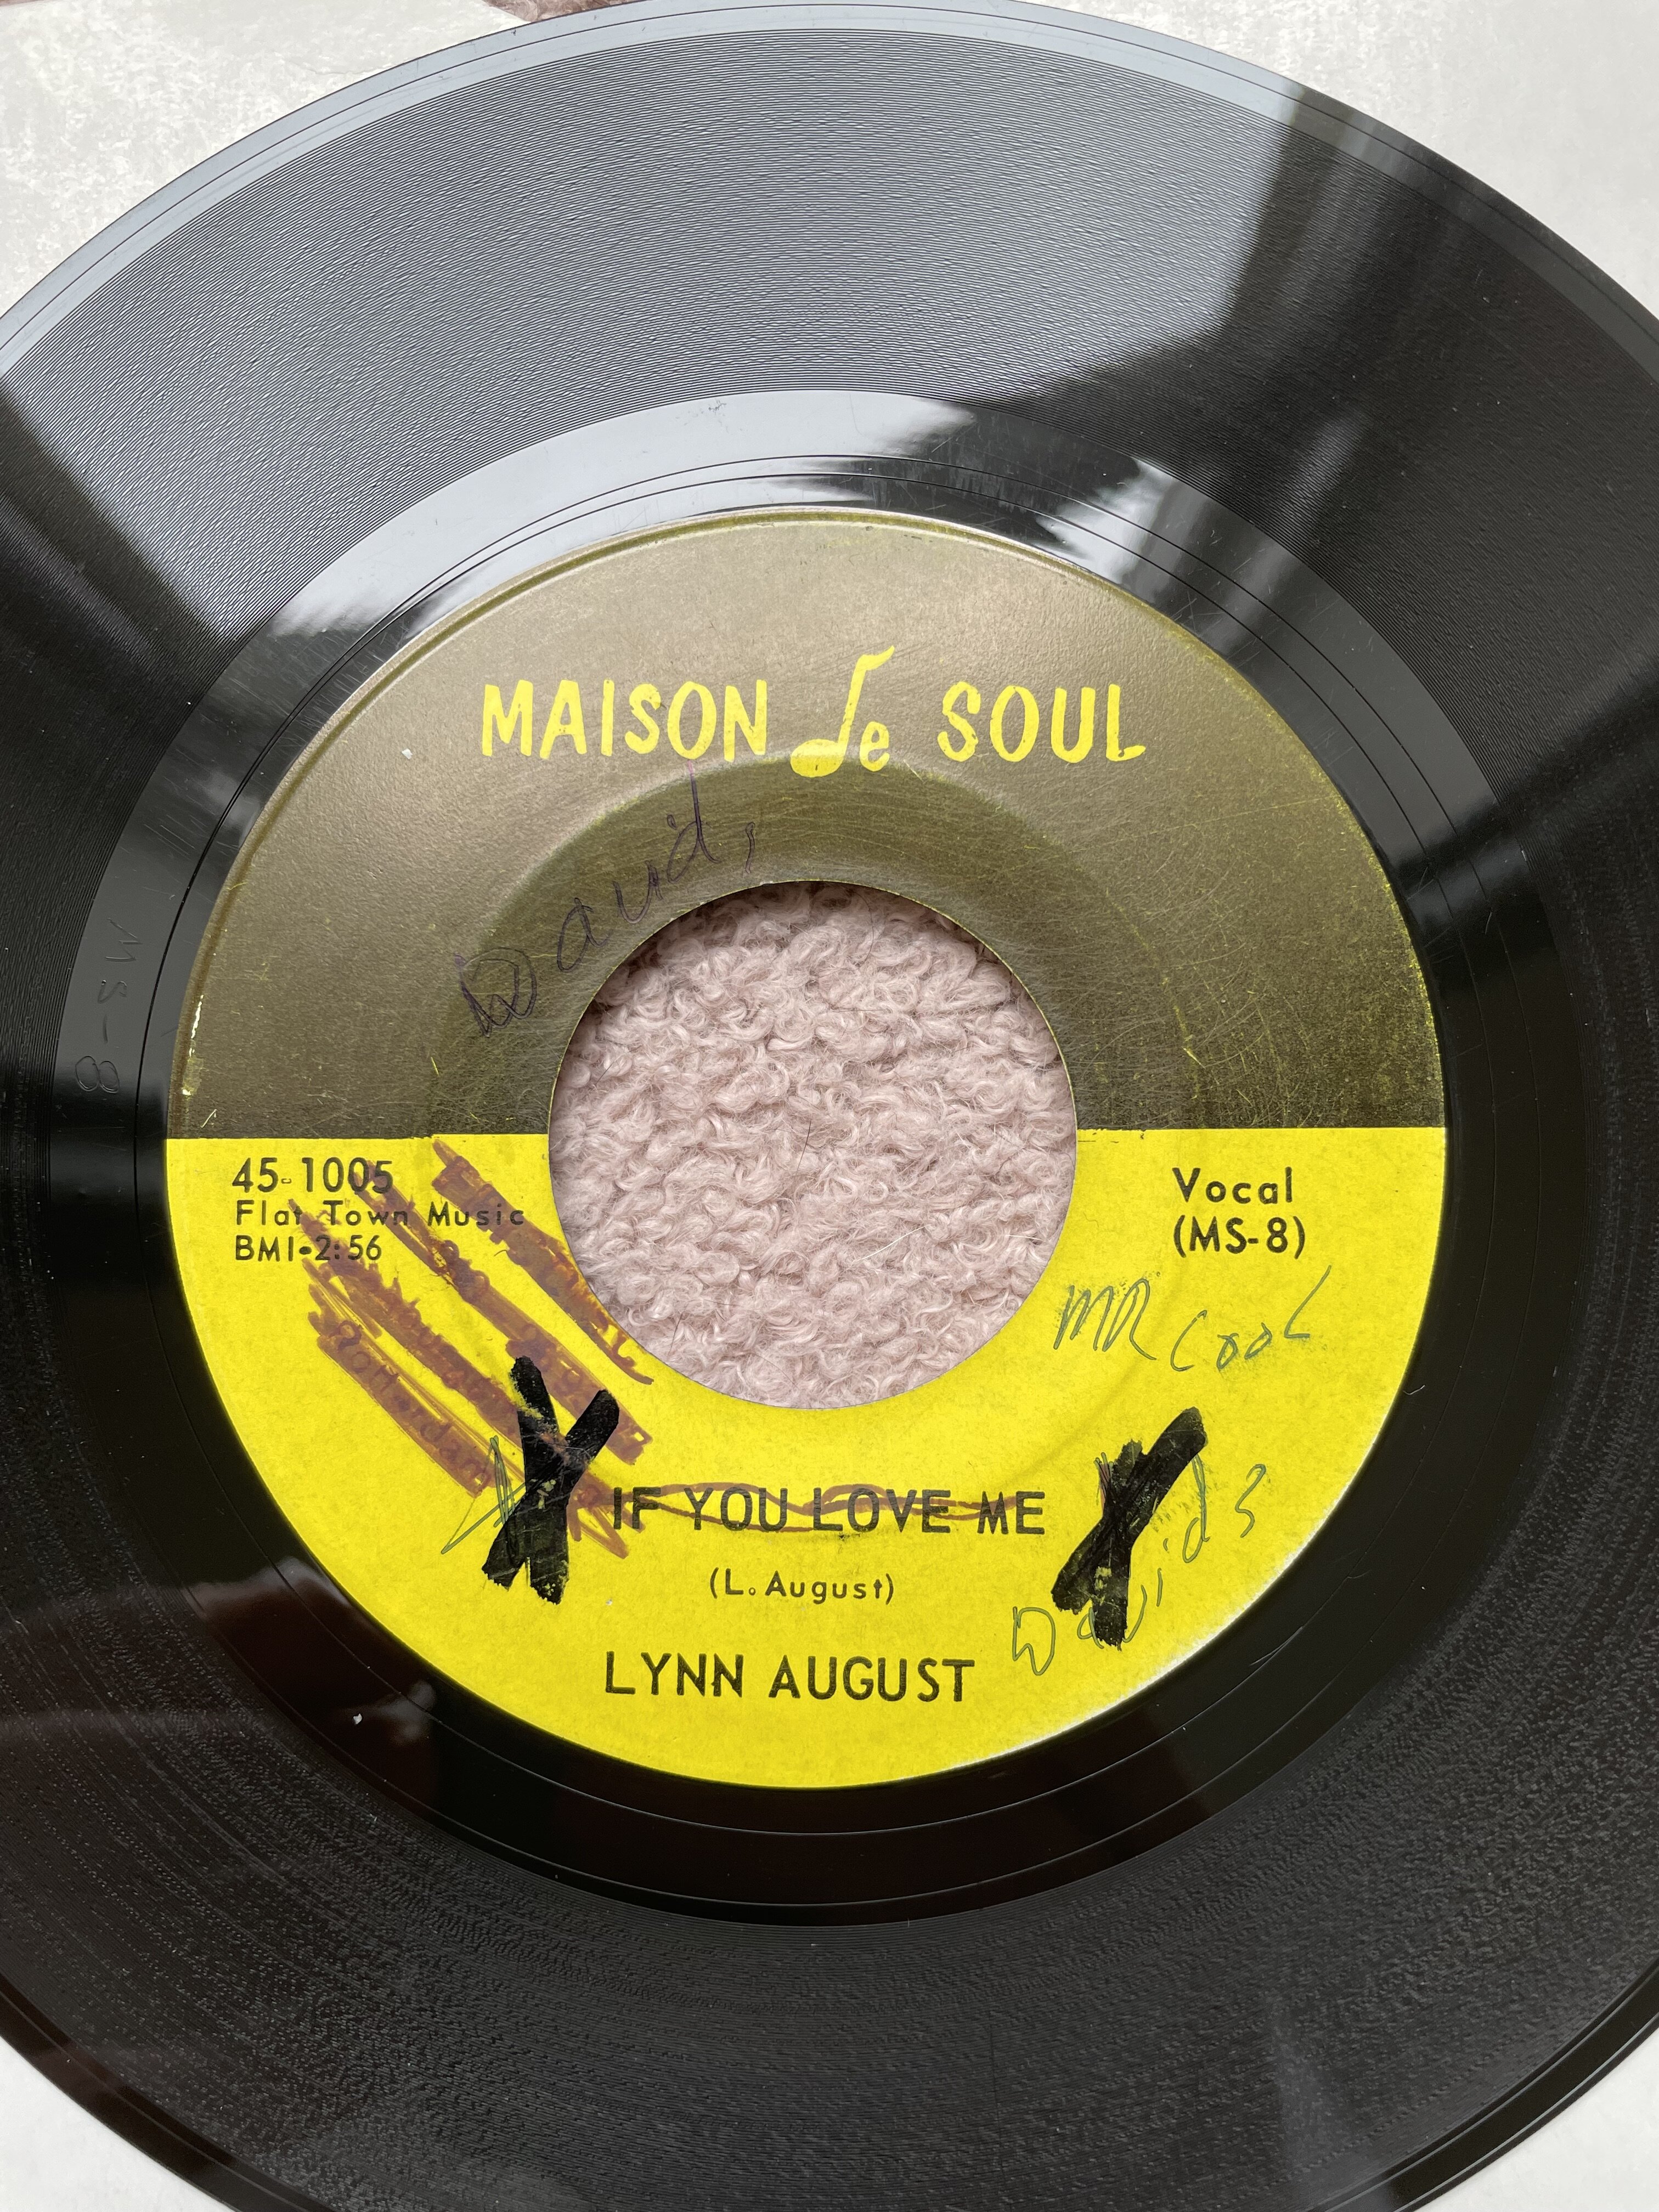 MAISON de SOUL
David,
MS-8
45-1005
Flat Town Music
BMI-2:56
Vocal
(MS-8)
MR COOL
IF YOU LOVE ME
(L. August)
Davids
LYNN AUGUST